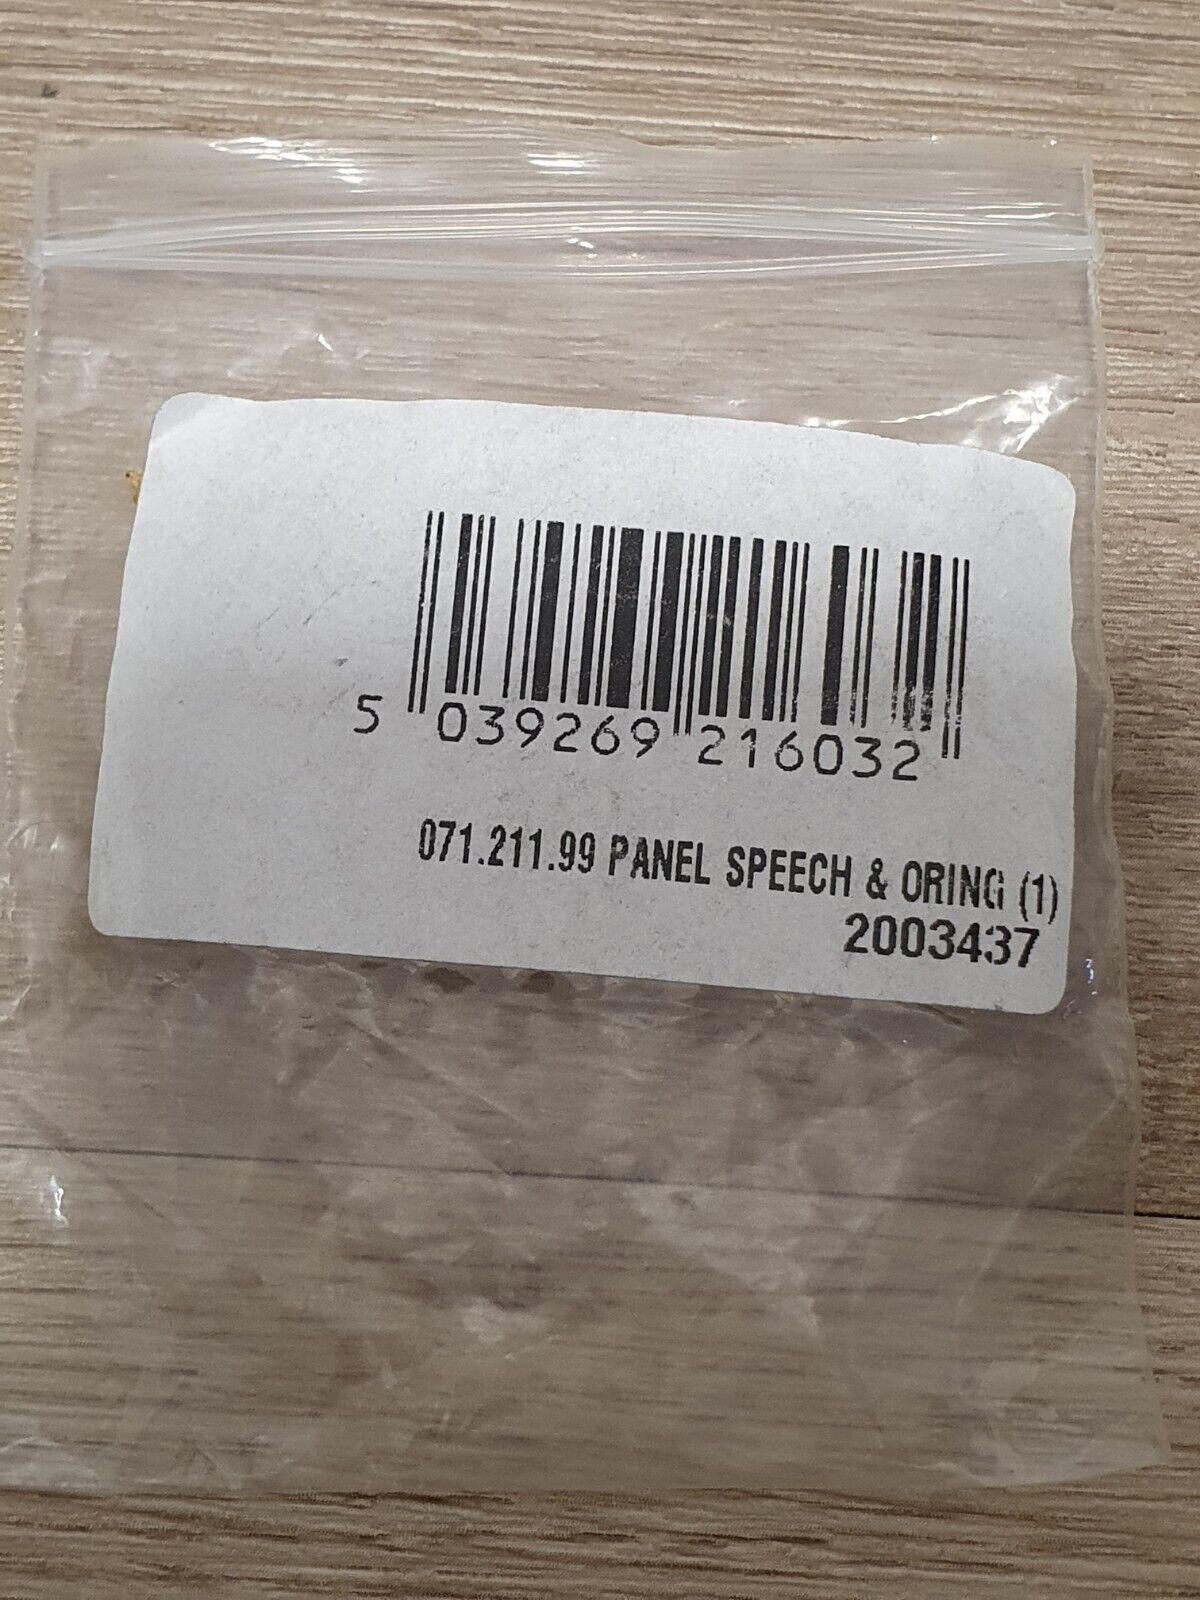 5 039269 216032
071.211.99 PANEL SPEECH & ORING (1)
2003437